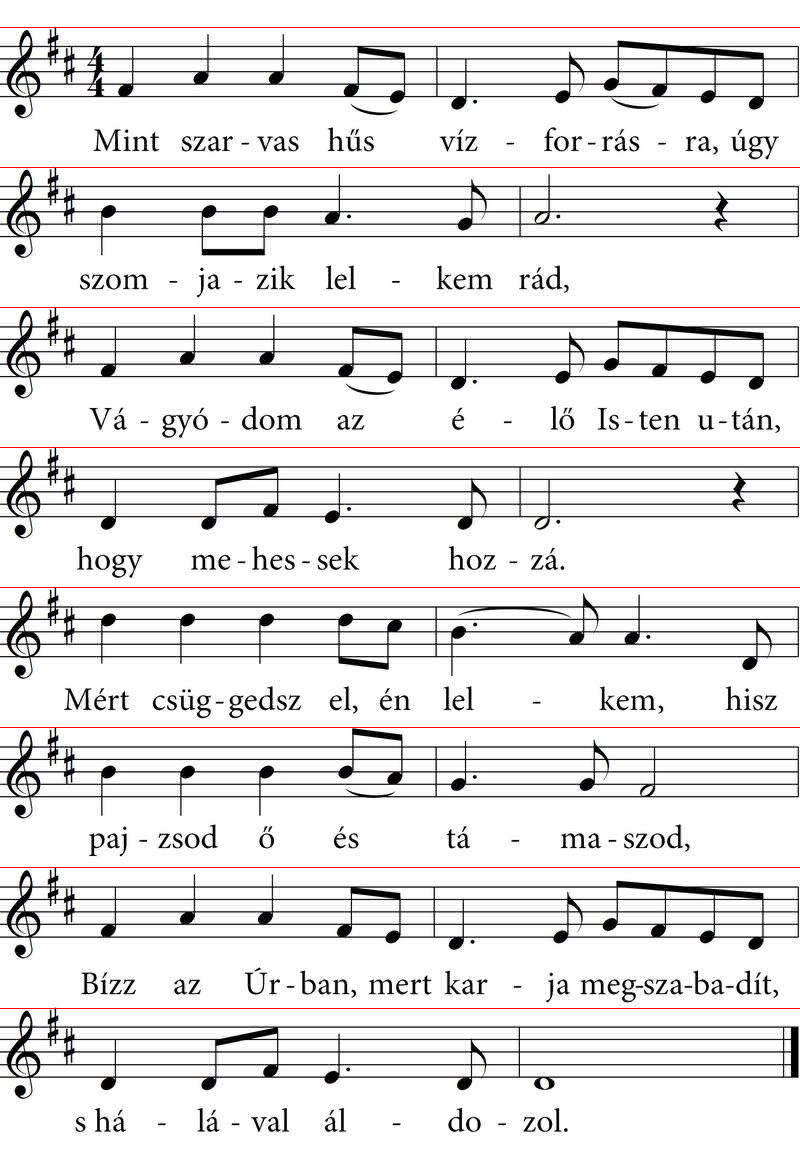 4/4
Mint szar - vas hűs víz - for - rás - ra, úgy
szom - ja - zik lel - kem rád,
Vá - gyó - dom az é - lő Is - ten u - tán,
hogy me - hes - sek hoz - zá.
Mért csüg - gedsz el, én lel - kem, hisz
paj - zsod ő és tá - ma - szod,
Bízz az Úr - ban, mert kar - ja meg - sza - ba - dít,
s há - lá - val ál - do - zol.